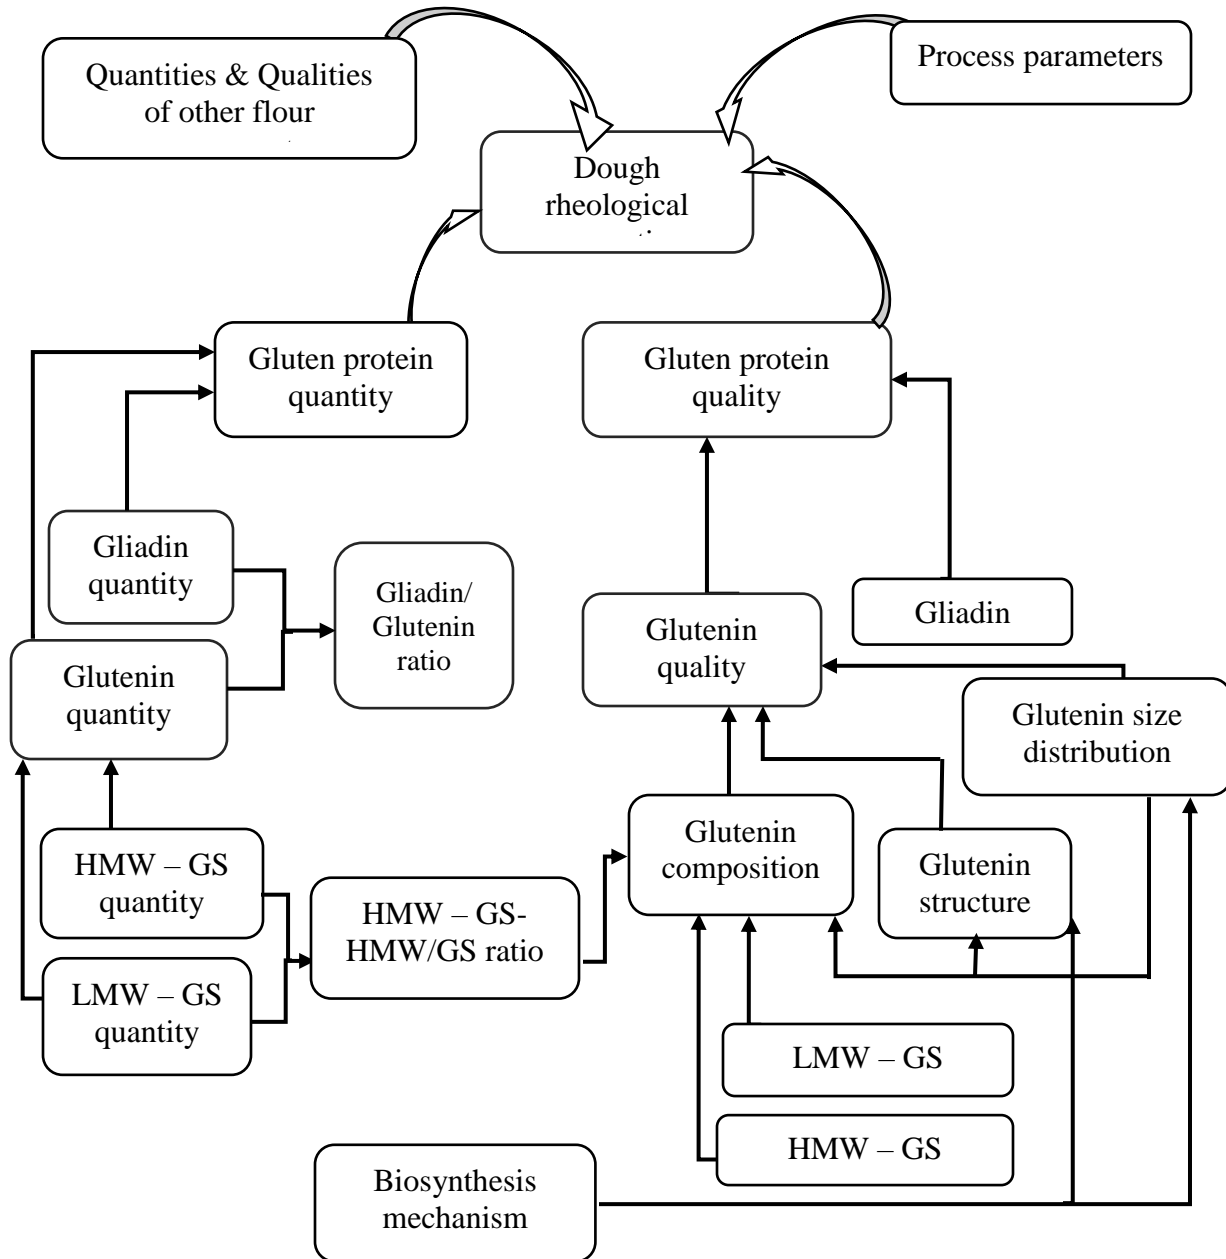 Quantities & Qualities
of other flour
Process parameters
Dough
rheological
Gluten protein
quantity
Gluten protein
quality
Gliadin
quantity
Gliadin/
Glutenin
ratio
Glutenin
quality
Gliadin
Glutenin
quantity
Glutenin size
distribution
HMW – GS
quantity
HMW – GS-
HMW/GS ratio
Glutenin
composition
Glutenin
structure
LMW – GS
quantity
LMW – GS
HMW – GS
Biosynthesis
mechanism